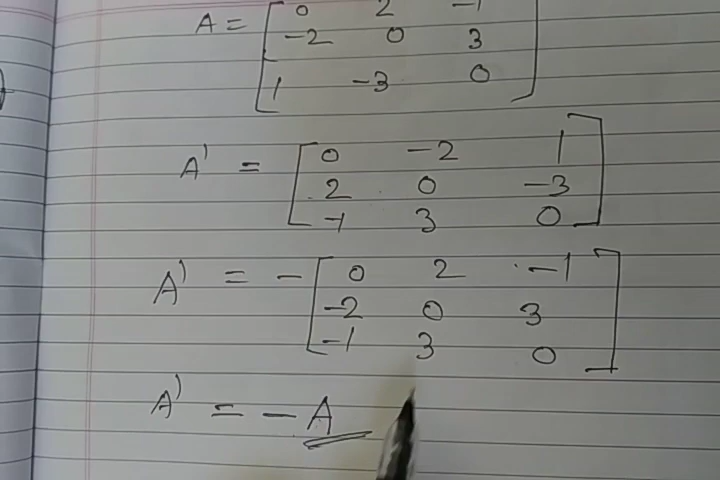 A = [ 0 2 -1
-2 0 3
1 -3 0 ]
A' = [ 0 -2 1
2 0 -3
-1 3 0 ]
A' = - [ 0 2 -1
-2 0 3
-1 3 0 ]
A' = - A